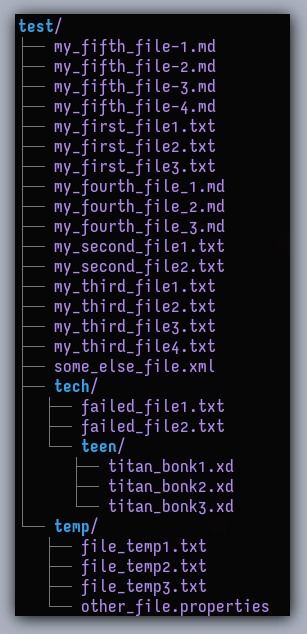 test/
my_fifth_file-1.md
my_fifth_file-2.md
my_fifth_file-3.md
my_fifth_file-4.md
my_first_file1.txt
my_first_file2.txt
my_first_file3.txt
my_fourth_file_1.md
my_fourth_file_2.md
my_fourth_file_3.md
my_second_file1.txt
my_second_file2.txt
my_third_file1.txt
my_third_file2.txt
my_third_file3.txt
my_third_file4.txt
some_else_file.xml
tech/
failed_file1.txt
failed_file2.txt
teen/
titan_bonk1.xd
titan_bonk2.xd
titan_bonk3.xd
temp/
file_temp1.txt
file_temp2.txt
file_temp3.txt
other_file.properties